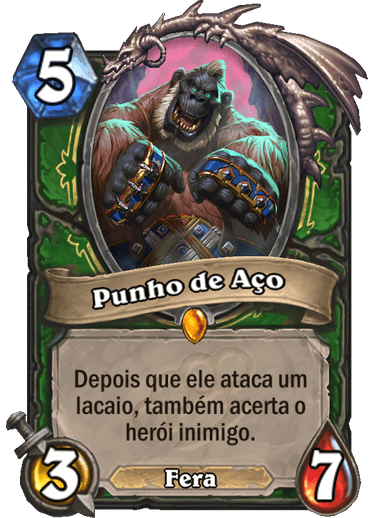 5
Punho de Aço
Depois que ele ataca um
lacaio, também acerta o
herói inimigo.
3
Fera
7